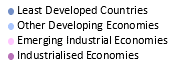 Least Developed Countries
Other Developing Economies
Emerging Industrial Economies
Industrialised Economies